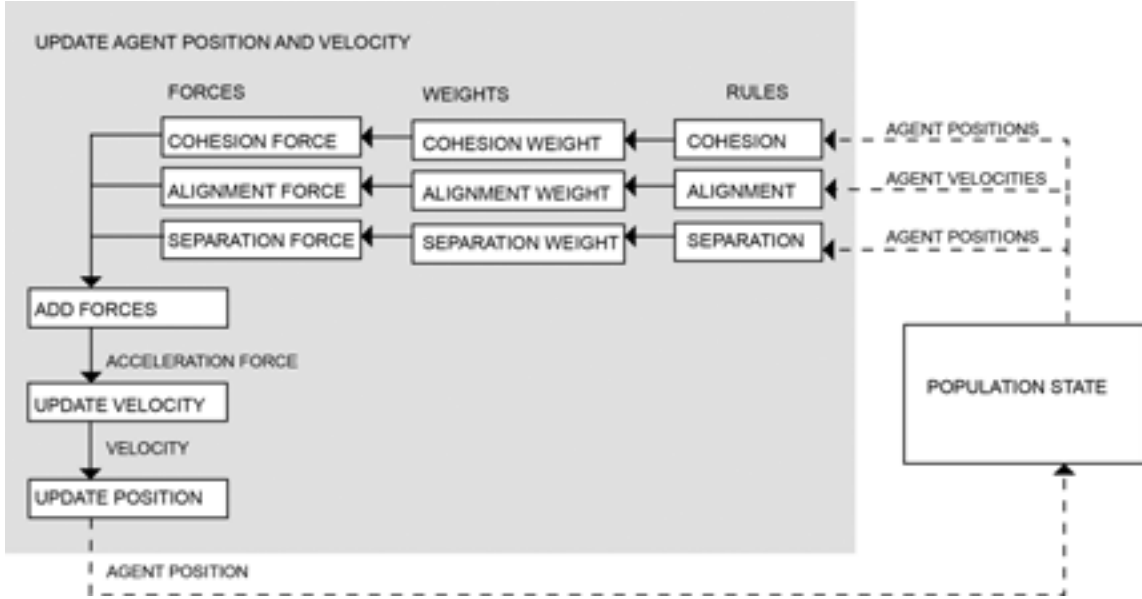 UPDATE AGENT POSITION AND VELOCITY
FORCES
WEIGHTS
RULES
COHESION FORCE
COHESION WEIGHT
COHESION
AGENT POSITIONS
ALIGNMENT FORCE
ALIGNMENT WEIGHT
ALIGNMENT
AGENT VELOCITIES
SEPARATION FORCE
SEPARATION WEIGHT
SEPARATION
AGENT POSITIONS
ADD FORCES
ACCELERATION FORCE
UPDATE VELOCITY
POPULATION STATE
VELOCITY
UPDATE POSITION
AGENT POSITION